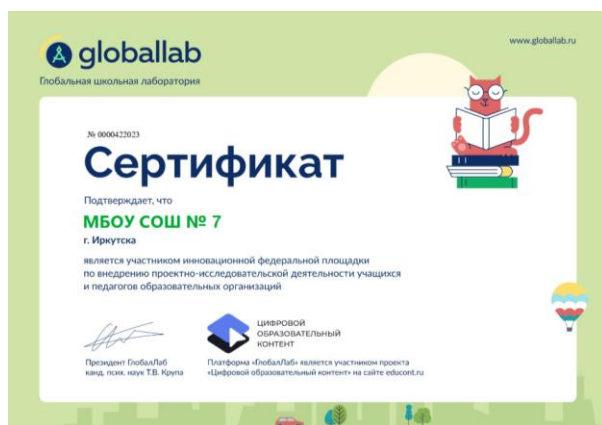 globallab
www.globallab.ru
Глобальная школьная лаборатория
№ 0000422023
Сертификат
Подтверждает, что
МБОУ СОШ № 7
г. Иркутска
является участником инновационной федеральной площадки
по внедрению проектно-исследовательской деятельности учащихся
и педагогов образовательных организаций
ЦИФРОВОЙ
ОБРАЗОВАТЕЛЬНЫЙ
КОНТЕНТ
Президент ГлобалЛаб
канд. псих. наук Т.В. Крупа
Платформа «ГлобалЛаб» является участником проекта
«Цифровой образовательный контент» на сайте educont.ru